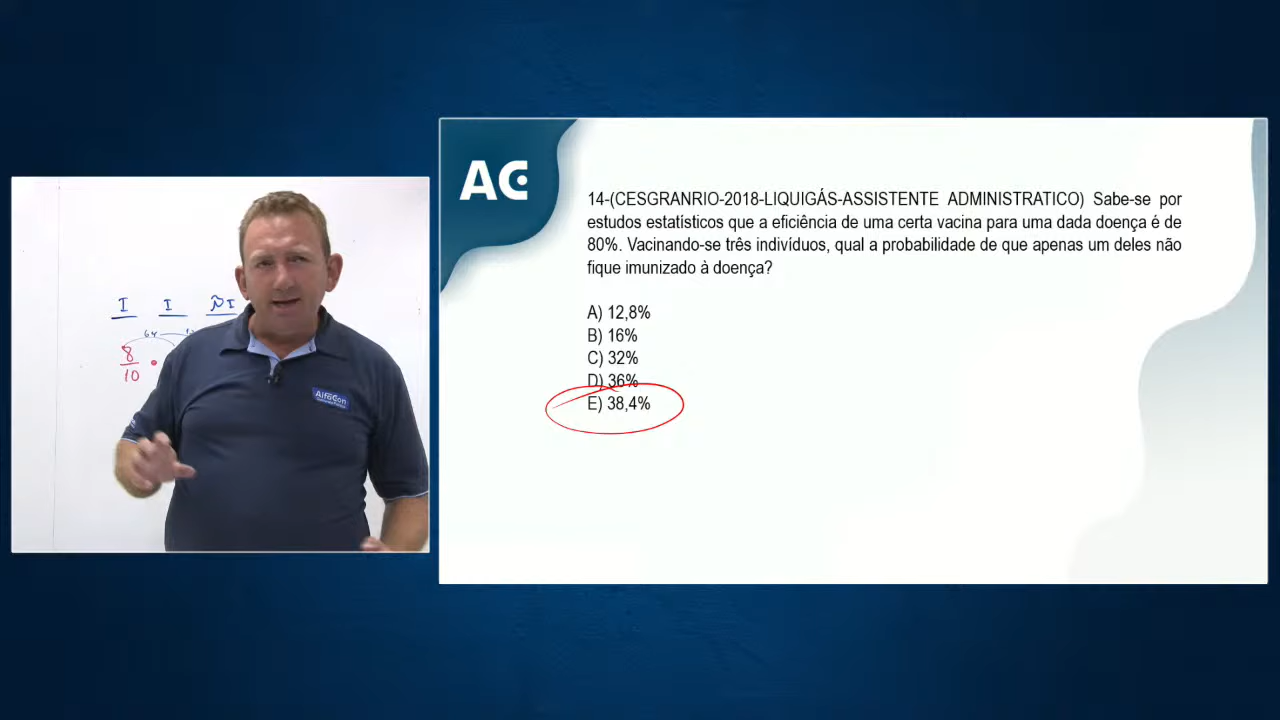 AC
14-(CESGRANRIO-2018-LIQUIGÁS-ASSISTENTE ADMINISTRATICO) Sabe-se por
estudos estatísticos que a eficiência de uma certa vacina para uma dada doença é de
80%. Vacinando-se três indivíduos, qual a probabilidade de que apenas um deles não
fique imunizado à doença?
A) 12,8%
B) 16%
C) 32%
D) 36%
E) 38,4%
I I ÑI
64
8
10
AlfaCon